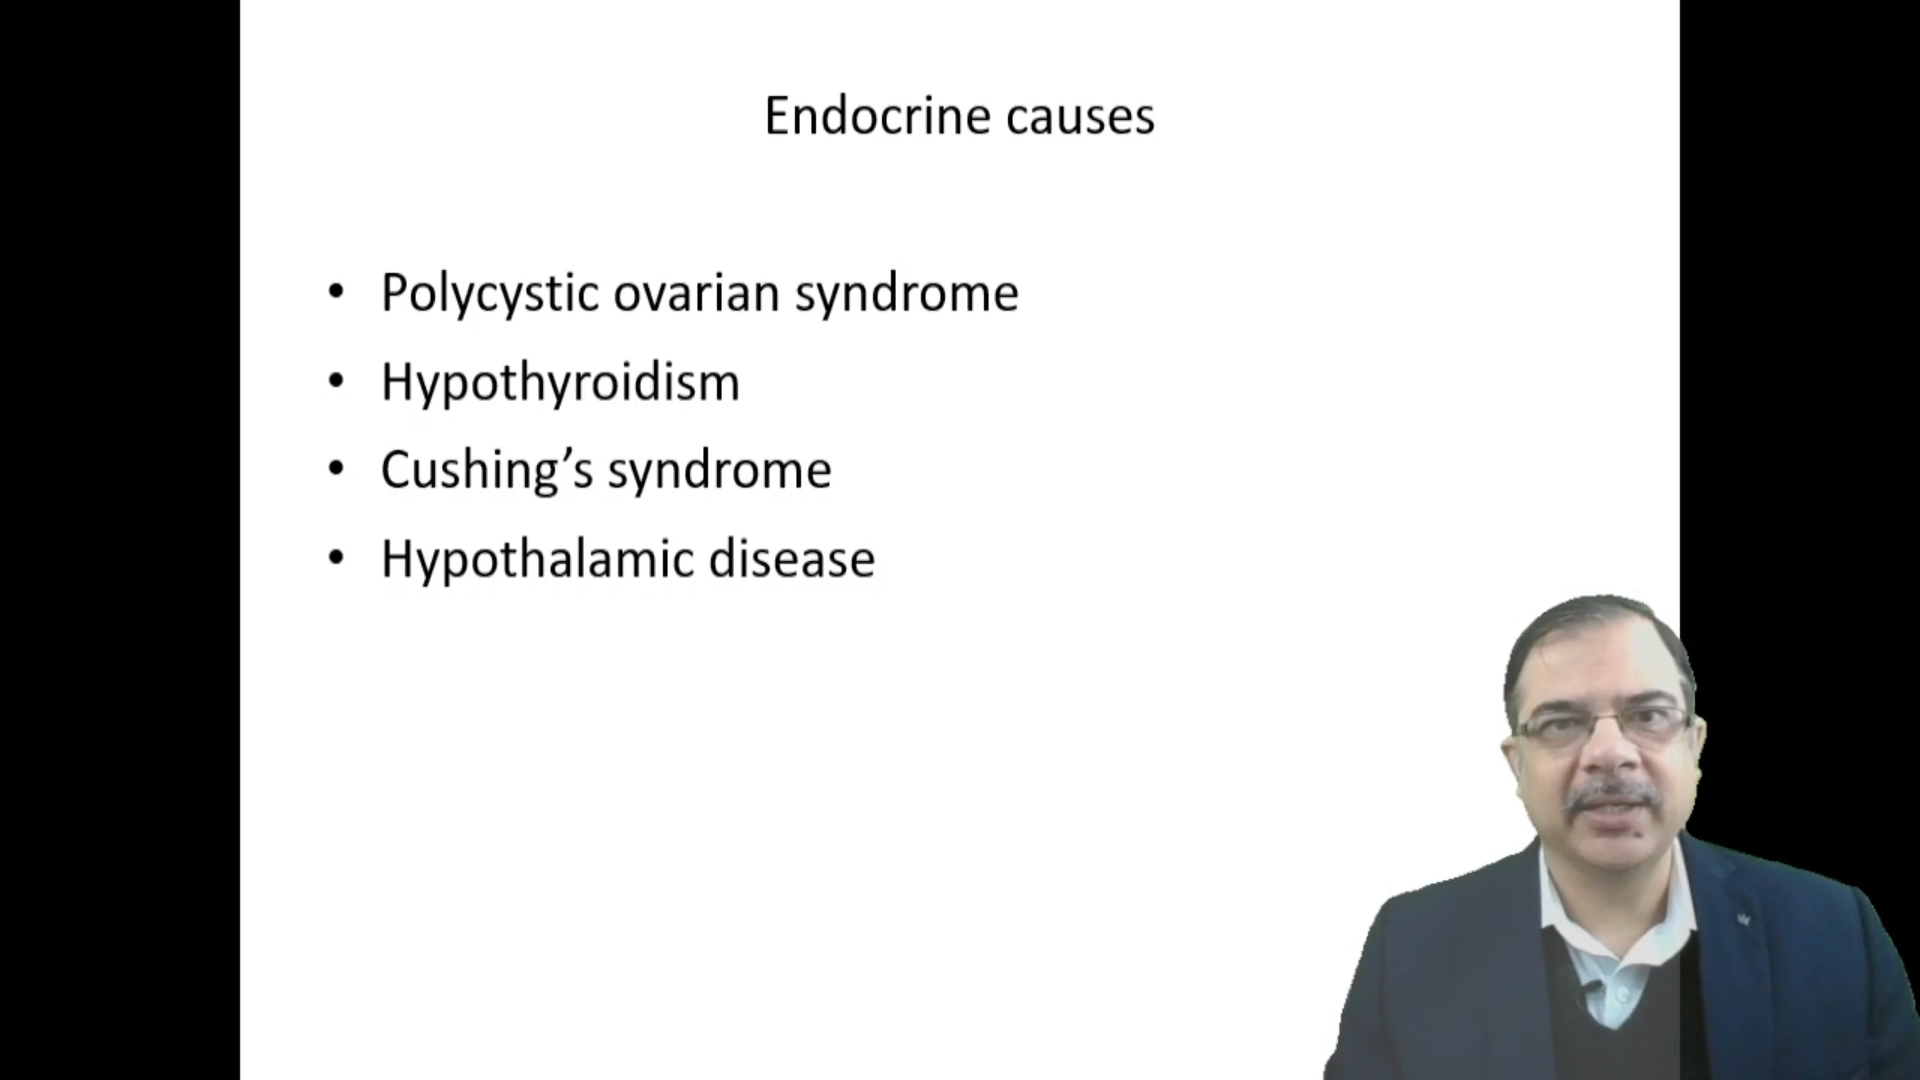 Endocrine causes
• Polycystic ovarian syndrome
• Hypothyroidism
• Cushing’s syndrome
• Hypothalamic disease